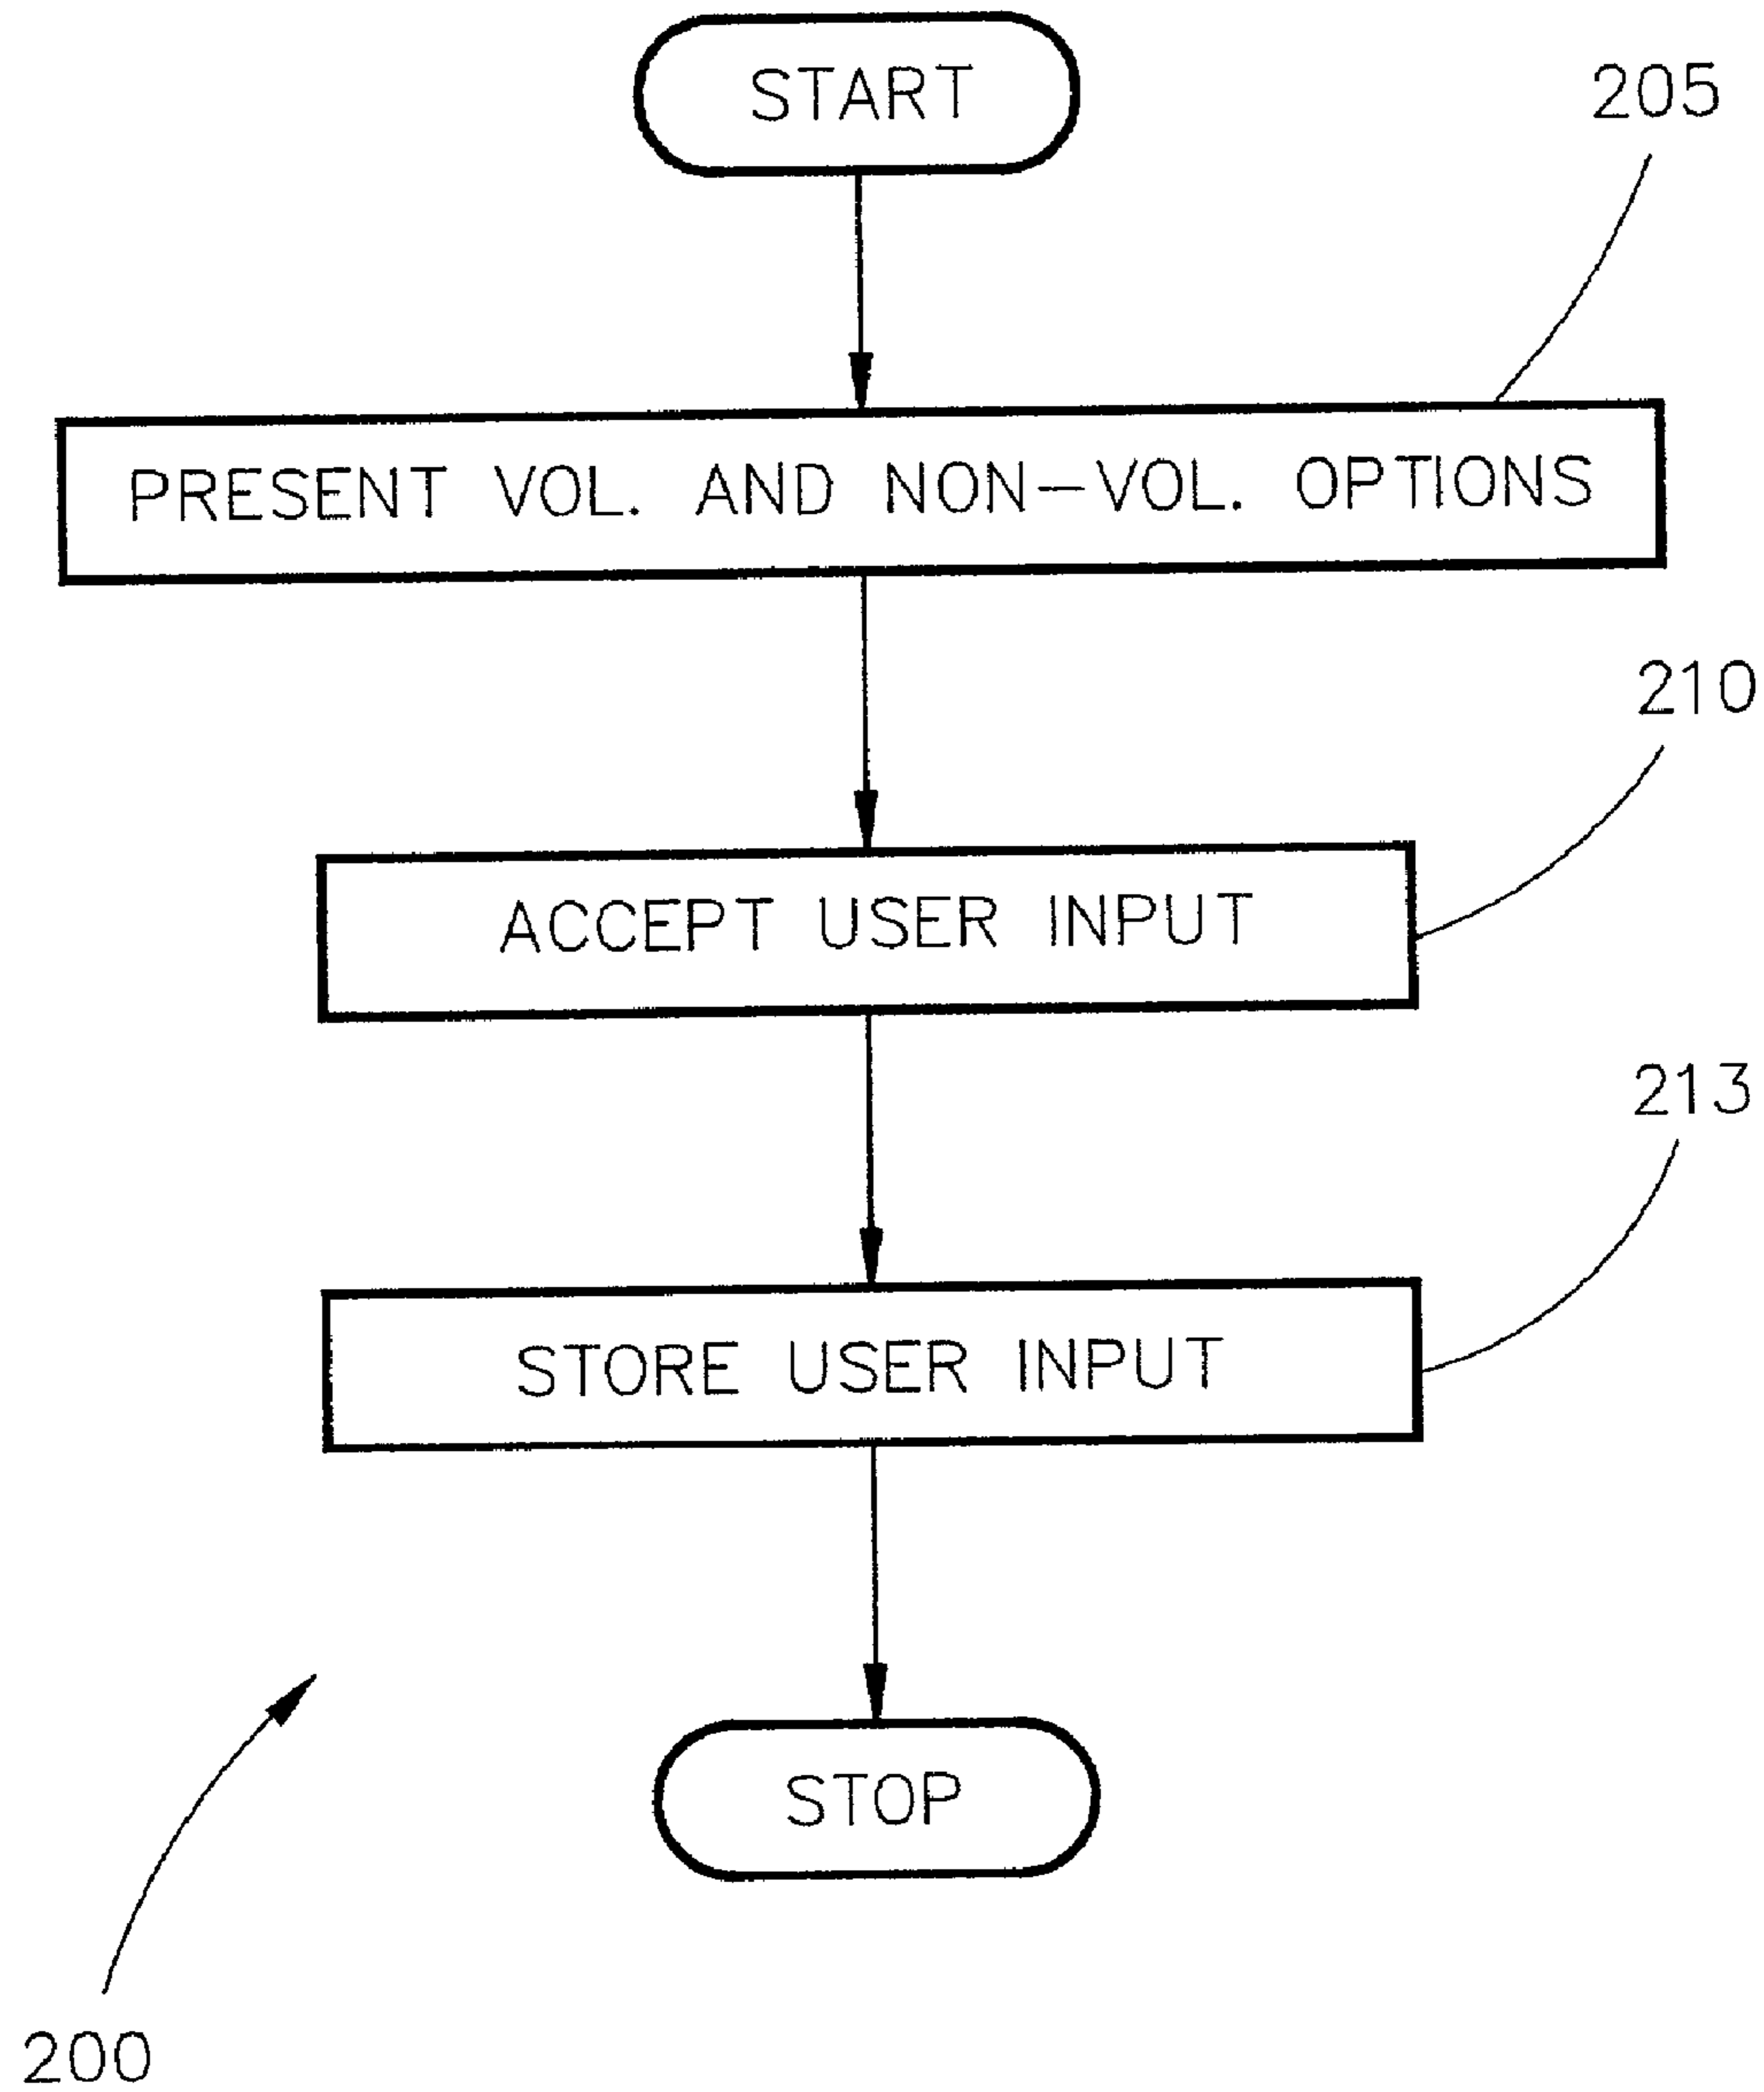 START
205
PRESENT VOL. AND NON-VOL. OPTIONS
210
ACCEPT USER INPUT
213
STORE USER INPUT
STOP
200